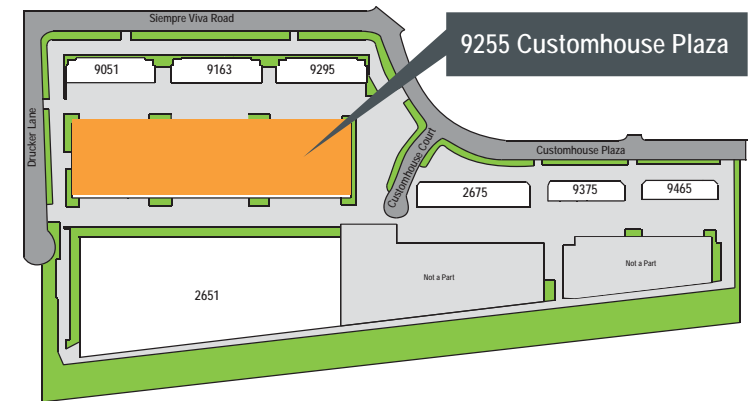 Siempre Viva Road
9255 Customhouse Plaza
9051
9163
9295
Drucker Lane
Customhouse Court
Customhouse Plaza
2675
9375
9465
Not a Part
Not a Part
2651